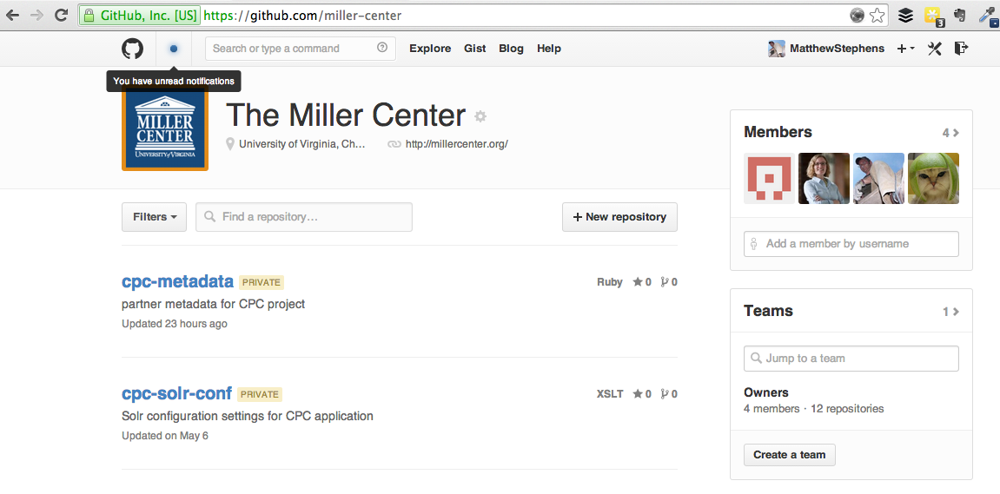 GitHub, Inc. [US] https://github.com/miller-center
3
Search or type a command
Explore Gist Blog Help
MatthewStephens
You have unread notifications
MILLER
CENTER
UNIVERSITY of VIRGINIA
The Miller Center
University of Virginia, Ch... http://millercenter.org/
Members 4
Add a member by username
Filters
Find a repository...
+ New repository
cpc-metadata PRIVATE
Ruby 0 0
partner metadata for CPC project
Updated 23 hours ago
cpc-solr-conf PRIVATE
XSLT 0 0
Solr configuration settings for CPC application
Updated on May 6
Teams 1
Jump to a team
Owners
4 members · 12 repositories
Create a team